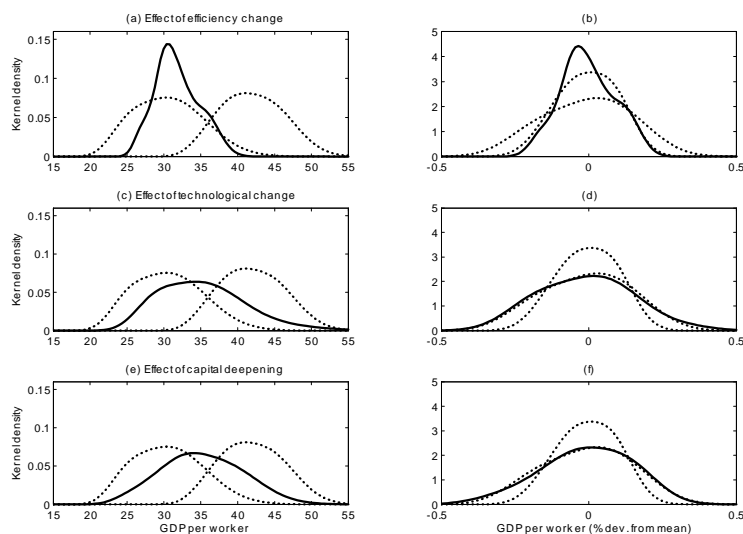 (a) Effect of efficiency change
(b)
Kernel density
0.15
0.1
0.05
0
15 20 25 30 35 40 45 50 55
5
4
3
2
1
0
-0.5 0 0.5
(c) Effect of technological change
(d)
Kernel density
0.15
0.1
0.05
0
15 20 25 30 35 40 45 50 55
5
4
3
2
1
0
-0.5 0 0.5
(e) Effect of capital deepening
(f)
Kernel density
0.15
0.1
0.05
0
15 20 25 30 35 40 45 50 55
GDP per worker
5
4
3
2
1
0
-0.5 0 0.5
GDP per worker (% dev. from mean)